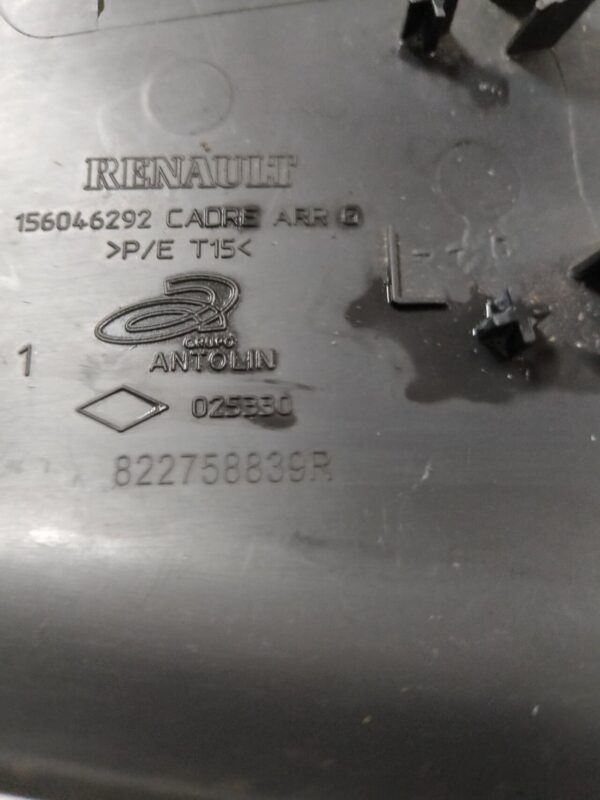 RENAULT
156046292 CADRE ARR G
>P/E T15<
GRUPO
ANTOLIN
1
025330
822758839R